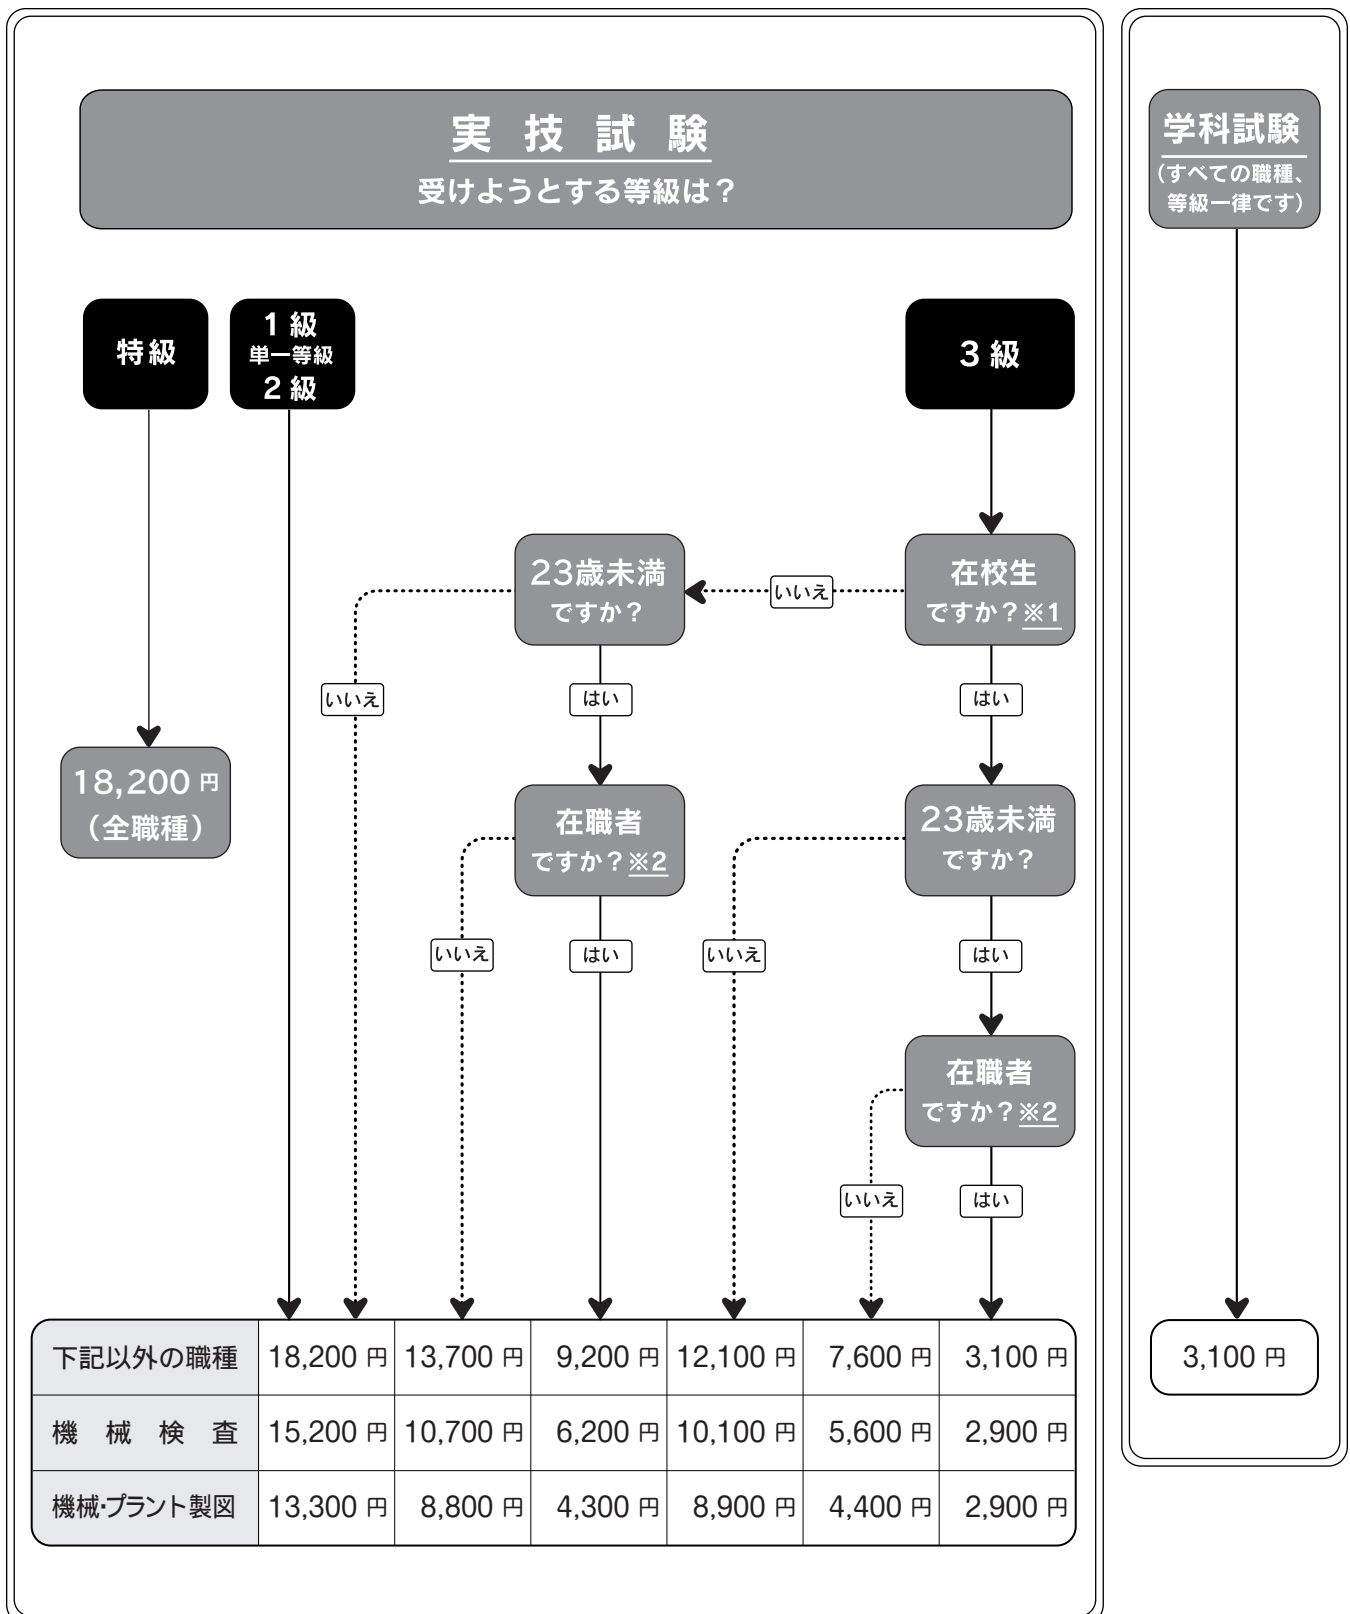 実技試験
受けようとする等級は？
学科試験
（すべての職種、
等級一律です）
特級
1級
単一等級
2級
3級
23歳未満
ですか？
いいえ
在校生
ですか？※1
いいえ
はい
はい
18,200 円
（全職種）
在職者
ですか？※2
23歳未満
ですか？
いいえ
はい
いいえ
はい
在職者
ですか？※2
いいえ
はい
下記以外の職種 18,200 円 13,700 円 9,200 円 12,100 円 7,600 円 3,100 円
3,100 円
機械検査 15,200 円 10,700 円 6,200 円 10,100 円 5,600 円 2,900 円
機械・プラント製図 13,300 円 8,800 円 4,300 円 8,900 円 4,400 円 2,900 円